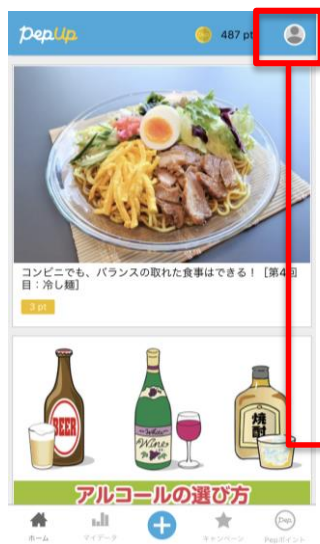 PepUp
487 pt
コンビニでも、バランスの取れた食事はできる！［第4回
目：冷し麺］
3 pt
BEER
Wine
焼酎
アルコールの選び方
ホーム
マイデータ
キャンペーン
Pep
Pepポイント